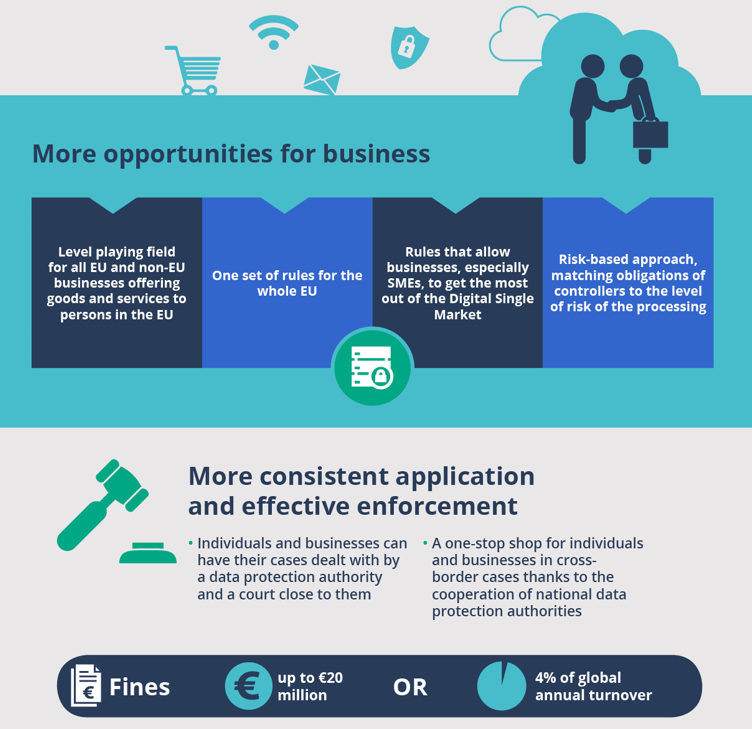 More opportunities for business
Level playing field
for all EU and non-EU
businesses offering
goods and services to
persons in the EU
One set of rules for the
whole EU
Rules that allow
businesses, especially
SMEs, to get the most
out of the Digital Single
Market
Risk-based approach,
matching obligations of
controllers to the level
of risk of the processing
More consistent application
and effective enforcement
• Individuals and businesses can
have their cases dealt with by
a data protection authority
and a court close to them
• A one-stop shop for individuals
and businesses in cross-
border cases thanks to the
cooperation of national data
protection authorities
€
Fines
€
up to €20
million
OR
4% of global
annual turnover